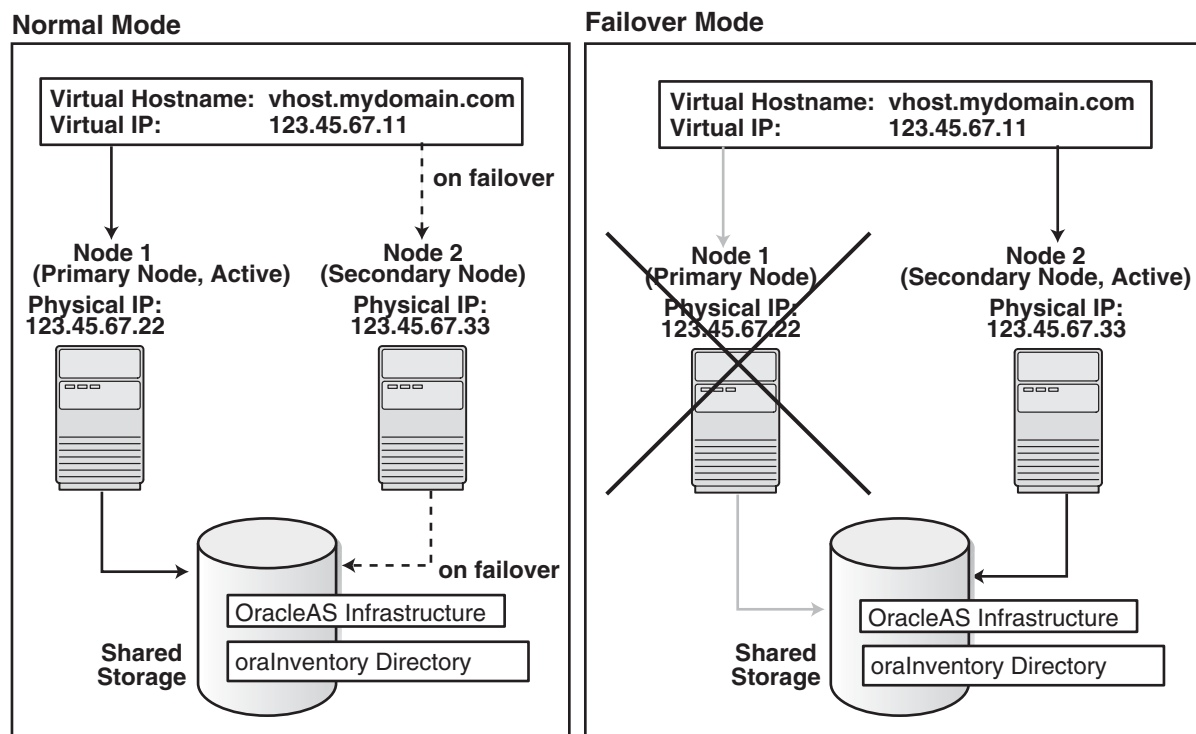 Normal Mode
Virtual Hostname: vhost.mydomain.com
Virtual IP: 123.45.67.11
on failover
Node 1
(Primary Node, Active)
Physical IP:
123.45.67.22
Node 2
(Secondary Node)
Physical IP:
123.45.67.33
on failover
OracleAS Infrastructure
oraInventory Directory
Shared
Storage
Failover Mode
Virtual Hostname: vhost.mydomain.com
Virtual IP: 123.45.67.11
Node 1
(Primary Node)
Physical IP:
123.45.67.22
Node 2
(Secondary Node, Active)
Physical IP:
123.45.67.33
OracleAS Infrastructure
oraInventory Directory
Shared
Storage